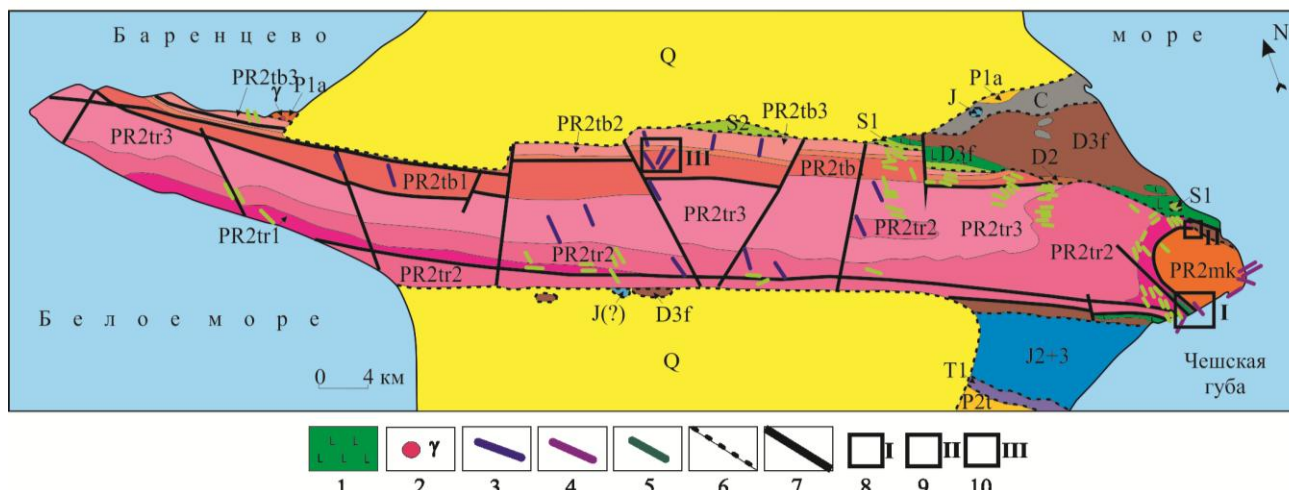 Баренцево
море
N
Q
PR2tb3
γ
P1a
P1a
J
C
PR2tr3
PR2tb2
S2
PR2tb3
S1
D3f
D3f
III
PR2tb
D2
S1
PR2tb1
PR2tr3
PR2tr2
PR2tr3
II
PR2tr1
PR2tr2
PR2tr2
PR2mk
PR2tr2
I
Белое море
J(?)
D3f
J2+3
0 4 км
Q
T1
P2t
Чешская
губа
L L
L L L
γ
I
II
III
1 2 3 4 5 6 7 8 9 10